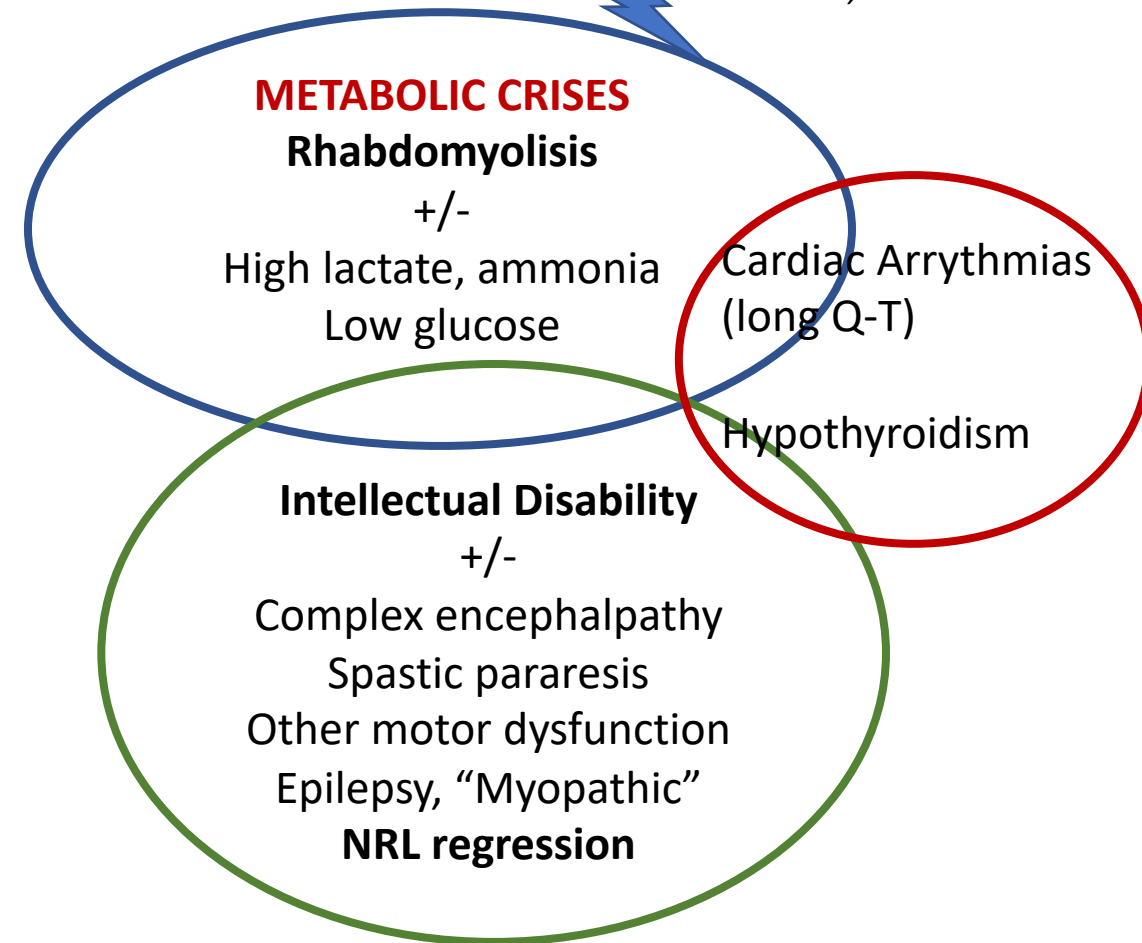 METABOLIC CRISES
Rhabdomyolisis
+/-
High lactate, ammonia
Low glucose
Cardiac Arrythmias
(long Q-T)
Hypothyroidism
Intellectual Disability
+/-
Complex encephalpathy
Spastic pararesis
Other motor dysfunction
Epilepsy, “Myopathic”
NRL regression